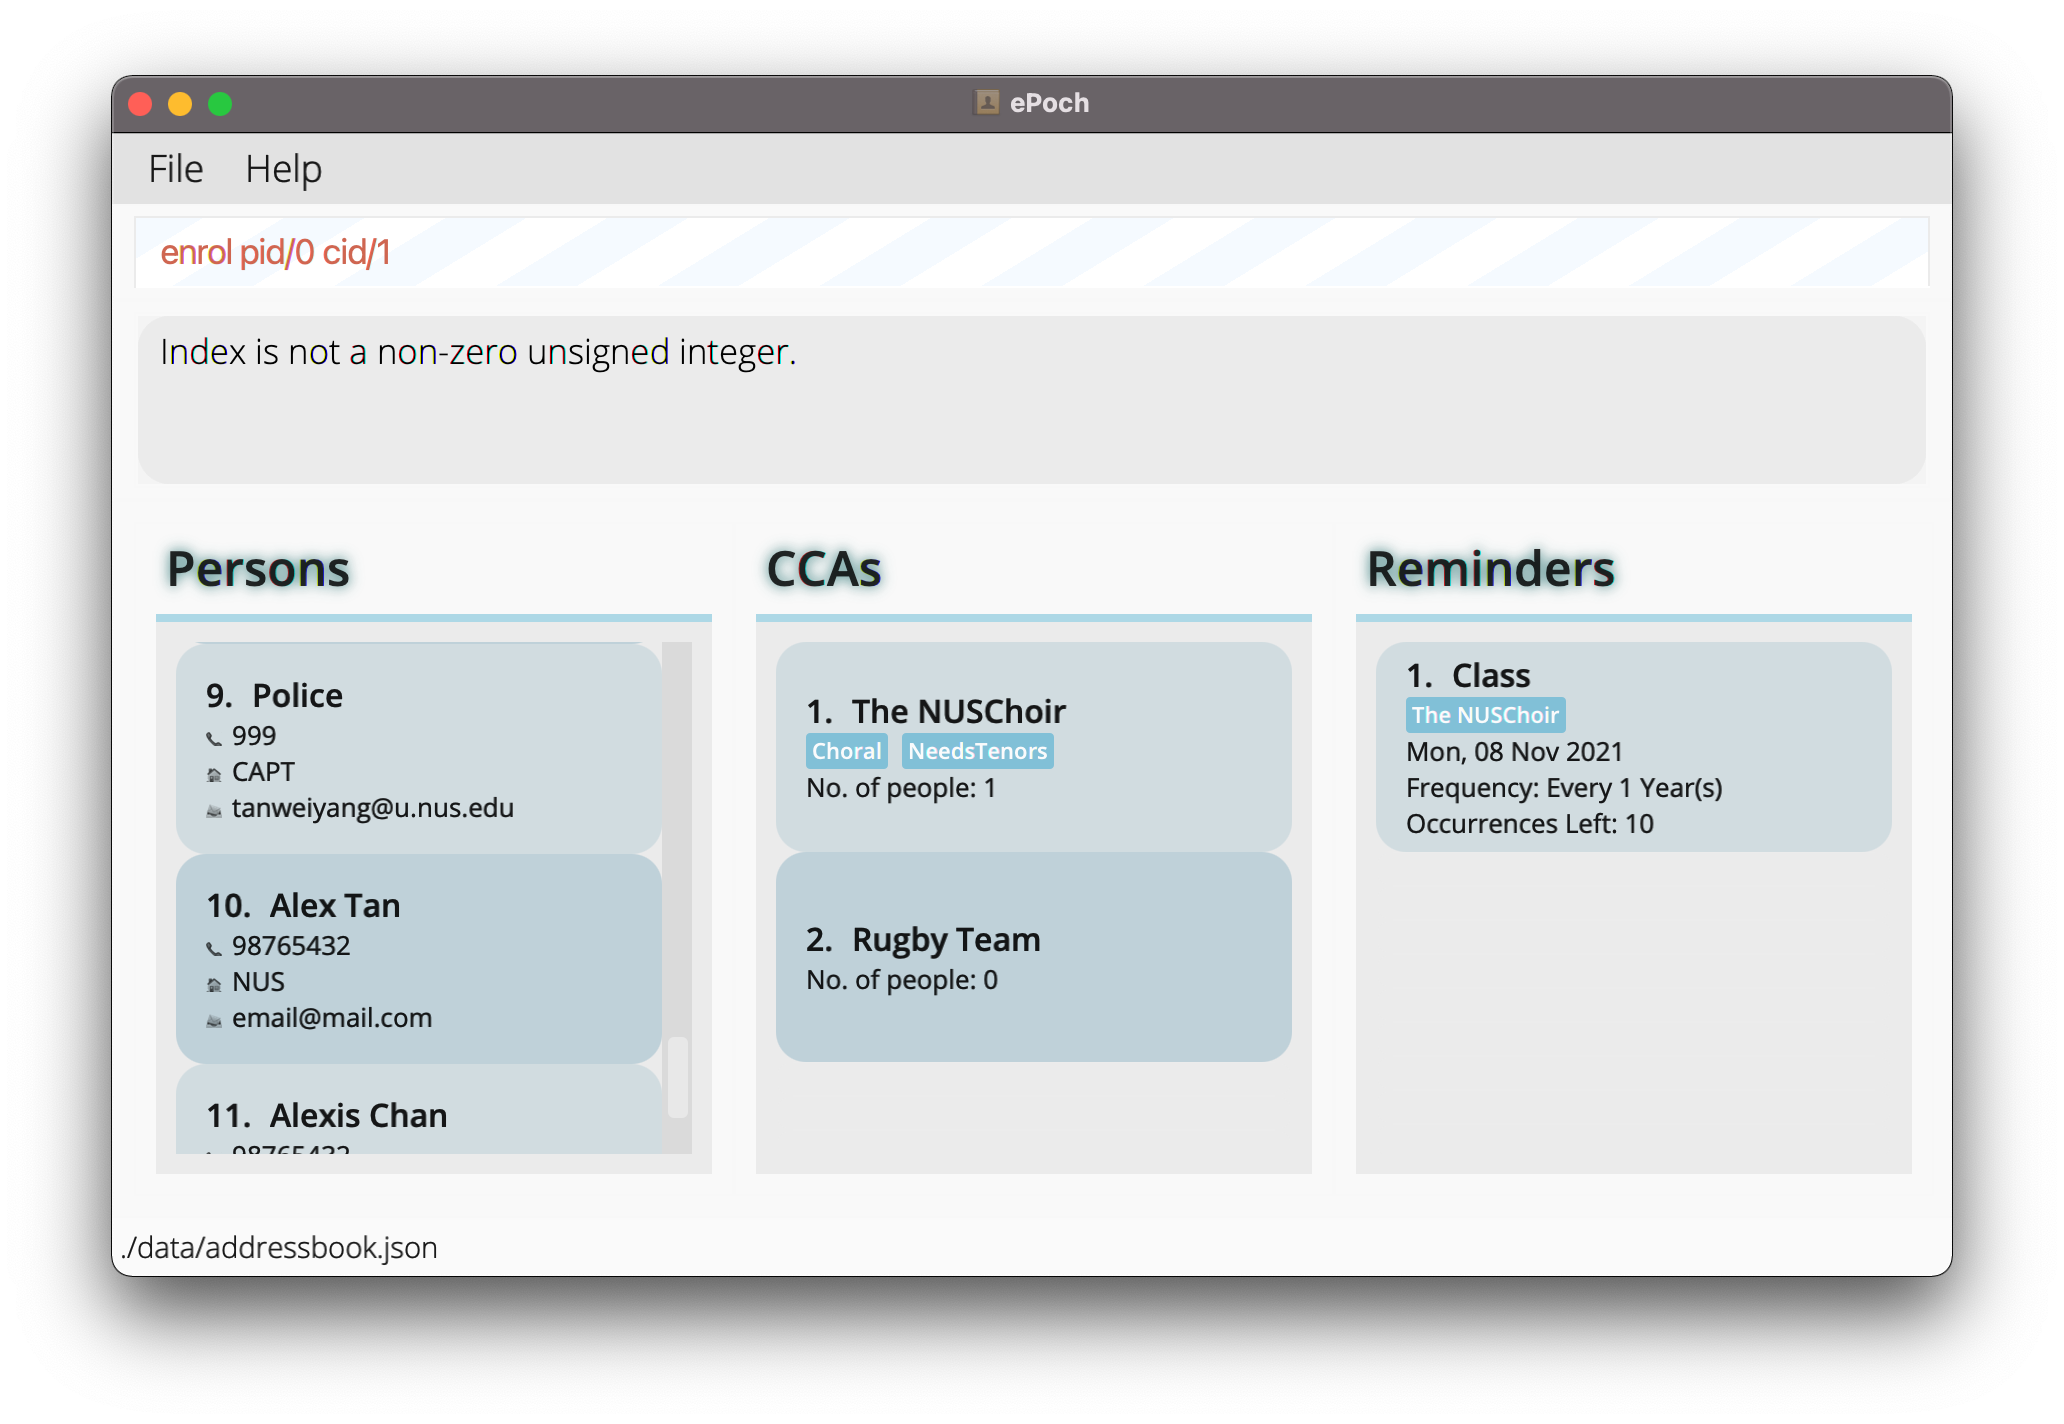 ePoch
File Help
enrol pid/0 cid/1
Index is not a non-zero unsigned integer.
Persons
9. Police
999
CAPT
tanweiyang@u.nus.edu
10. Alex Tan
98765432
NUS
email@mail.com
11. Alexis Chan
98765432
CCAs
1. The NUSChoir
Choral NeedsTenors
No. of people: 1
2. Rugby Team
No. of people: 0
Reminders
1. Class
The NUSChoir
Mon, 08 Nov 2021
Frequency: Every 1 Year(s)
Occurrences Left: 10
./data/addressbook.json